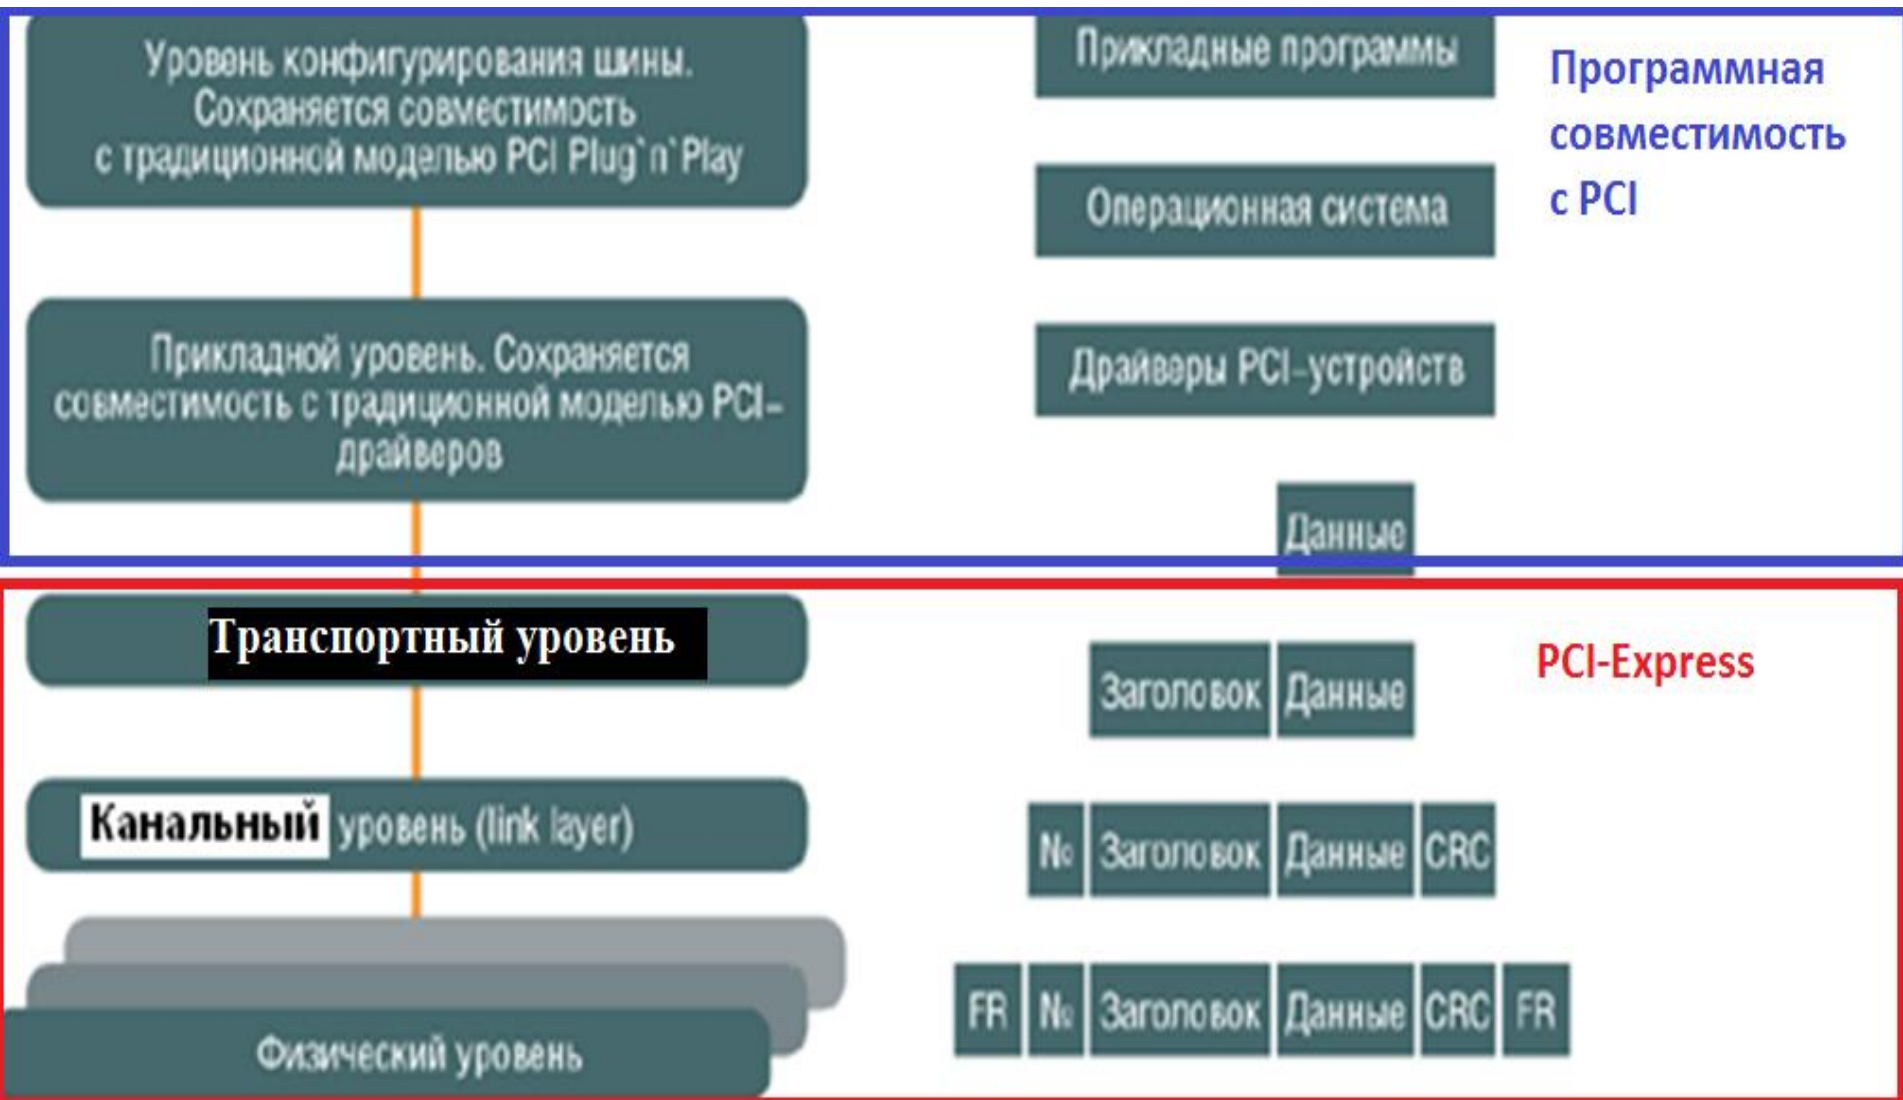 Уровень конфигурирования шины.
Сохраняется совместимость
с традиционной моделью PCI Plug`n`Play
Прикладные программы
Программная
совместимость
с PCI
Операционная система
Прикладной уровень. Сохраняется
совместимость с традиционной моделью PCI–
драйверов
Драйверы PCI–устройств
Данные
Транспортный уровень
Заголовок Данные
PCI-Express
Канальный уровень (link layer)
№ Заголовок Данные CRC
Физический уровень
FR № Заголовок Данные CRC FR